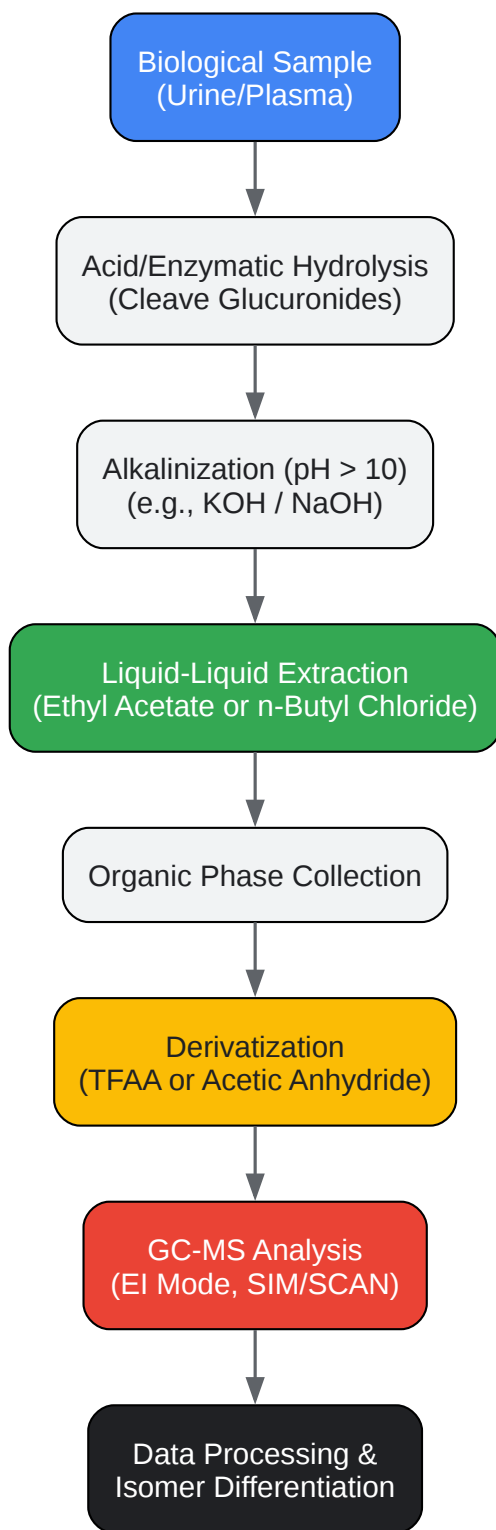 Biological Sample
(Urine/Plasma)
Acid/Enzymatic Hydrolysis
(Cleave Glucuronides)
Alkalinization (pH > 10)
(e.g., KOH / NaOH)
Liquid-Liquid Extraction
(Ethyl Acetate or n-Butyl Chloride)
Organic Phase Collection
Derivatization
(TFAA or Acetic Anhydride)
GC-MS Analysis
(EI Mode, SIM/SCAN)
Data Processing &
Isomer Differentiation